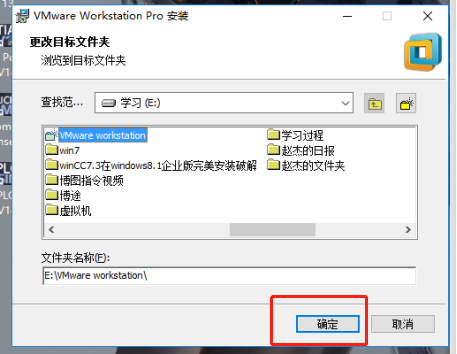 VMware Workstation Pro 安装
更改目标文件夹
浏览到目标文件夹
查找范... 学习 (E:)
VMware workstation
win7
winCC7.3在windows8.1企业版完美安装破解
博图指令视频
博途
虚拟机
学习过程
赵杰的日报
赵杰的文件夹
文件夹名称(F):
E:\VMware workstation\
确定
取消